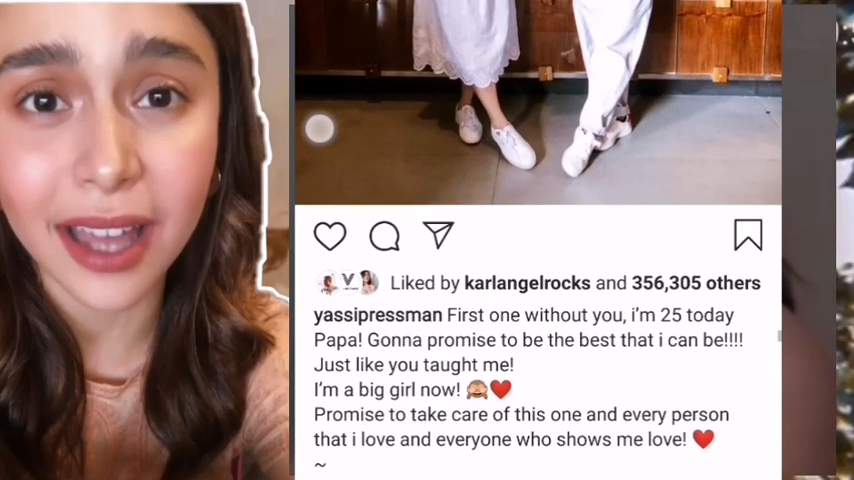 Liked by karlangelrocks and 356,305 others
yassipressman First one without you, i'm 25 today
Papa! Gonna promise to be the best that i can be!!!!
Just like you taught me!
I'm a big girl now! 🙈❤️
Promise to take care of this one and every person
that i love and everyone who shows me love! ❤️
~